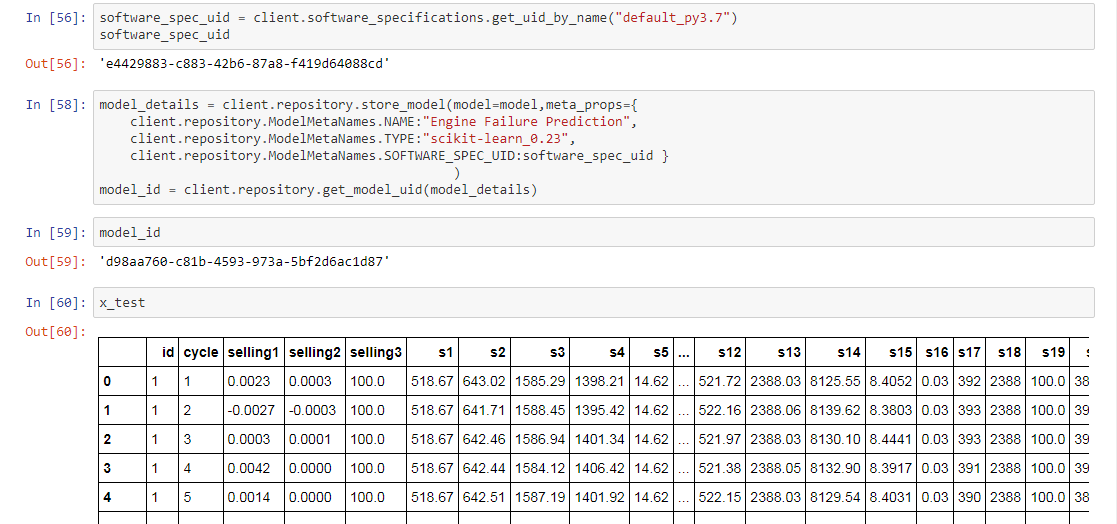 In [56]: software_spec_uid = client.software_specifications.get_uid_by_name("default_py3.7")
software_spec_uid
Out[56]: 'e4429883-c883-42b6-87a8-f419d64088cd'
In [58]: model_details = client.repository.store_model(model=model,meta_props={
client.repository.ModelMetaNames.NAME:"Engine Failure Prediction",
client.repository.ModelMetaNames.TYPE:"scikit-learn_0.23",
client.repository.ModelMetaNames.SOFTWARE_SPEC_UID:software_spec_uid }
)
model_id = client.repository.get_model_uid(model_details)
In [59]: model_id
Out[59]: 'd98aa760-c81b-4593-973a-5bf2d6ac1d87'
In [60]: x_test
Out[60]:
id cycle selling1 selling2 selling3 s1 s2 s3 s4 s5 ... s12 s13 s14 s15 s16 s17 s18 s19
0 1 1 0.0023 0.0003 100.0 518.67 643.02 1585.29 1398.21 14.62 ... 521.72 2388.03 8125.55 8.4052 0.03 392 2388 100.0 38
1 1 2 -0.0027 -0.0003 100.0 518.67 641.71 1588.45 1395.42 14.62 ... 522.16 2388.06 8139.62 8.3803 0.03 393 2388 100.0 39
2 1 3 0.0003 0.0001 100.0 518.67 642.46 1586.94 1401.34 14.62 ... 521.97 2388.03 8130.10 8.4441 0.03 393 2388 100.0 39
3 1 4 0.0042 0.0000 100.0 518.67 642.44 1584.12 1406.42 14.62 ... 521.38 2388.05 8132.90 8.3917 0.03 391 2388 100.0 39
4 1 5 0.0014 0.0000 100.0 518.67 642.51 1587.19 1401.92 14.62 ... 522.15 2388.03 8129.54 8.4031 0.03 390 2388 100.0 38